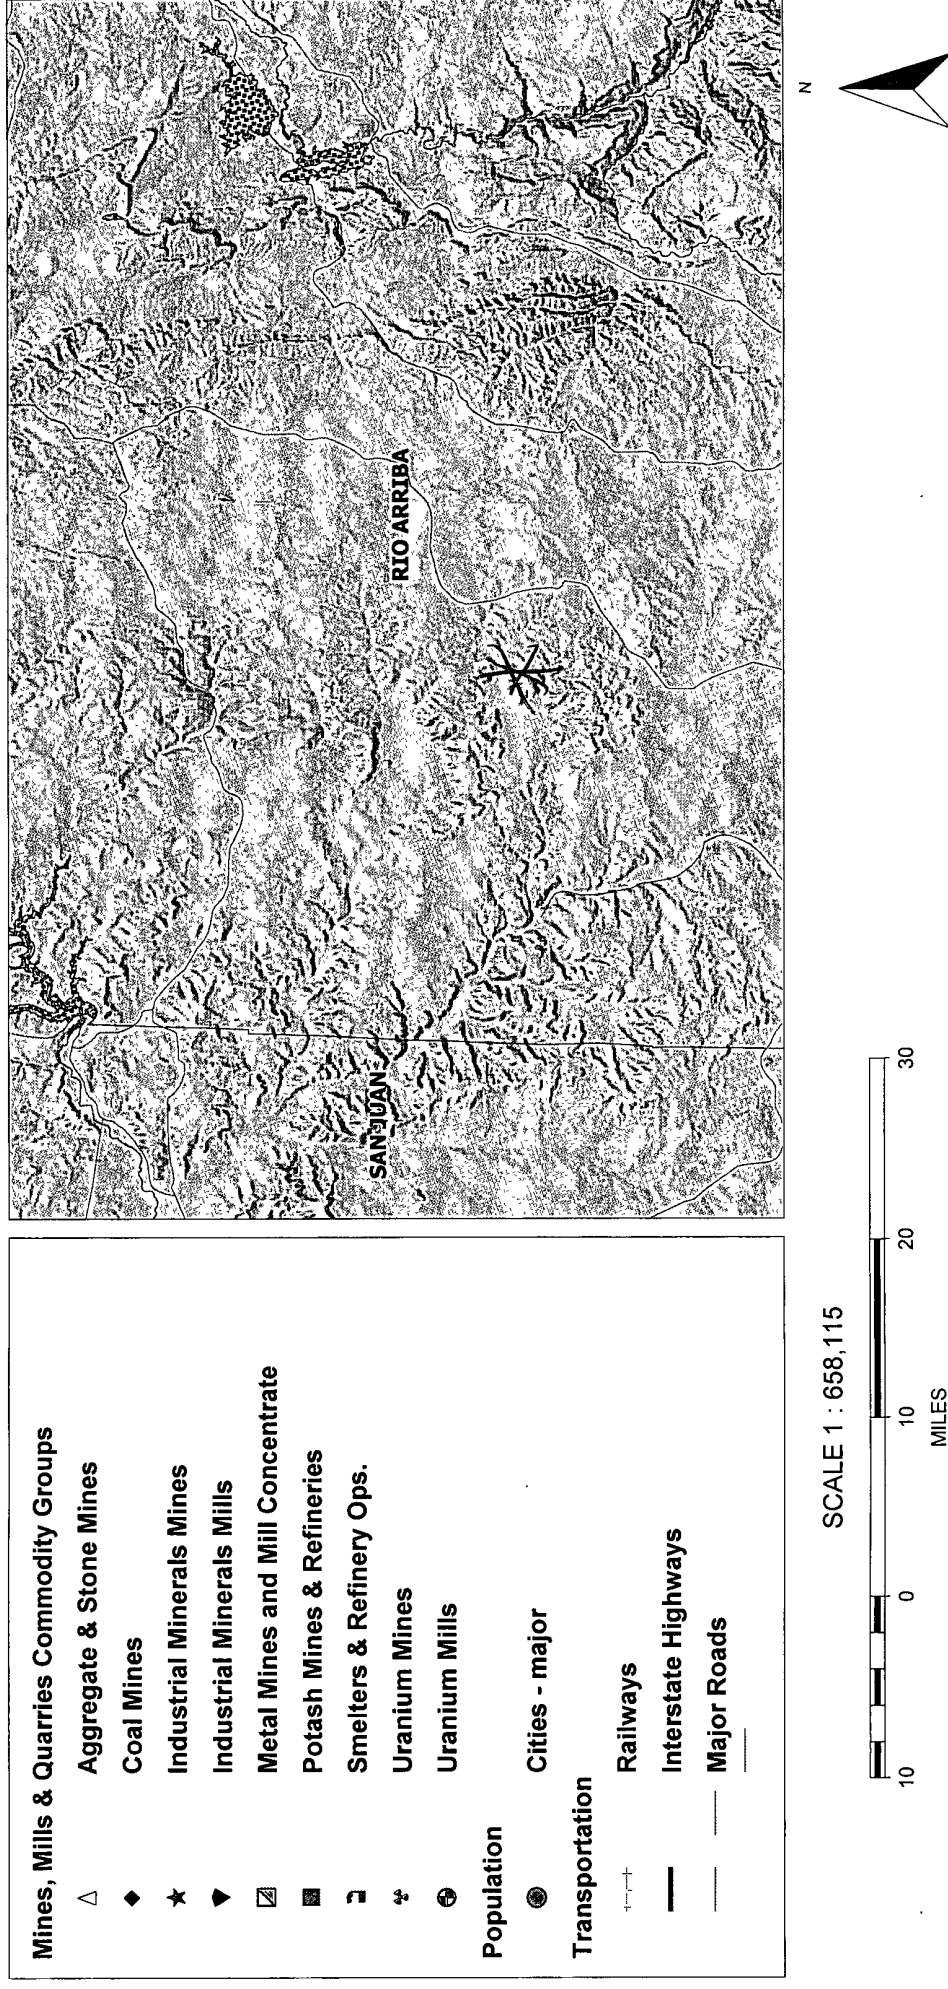 Mines, Mills & Quarries Commodity Groups
Aggregate & Stone Mines
Coal Mines
Industrial Minerals Mines
Industrial Minerals Mills
Metal Mines and Mill Concentrate
Potash Mines & Refineries
Smelters & Refinery Ops.
Uranium Mines
Uranium Mills
Population
Cities - major
Transportation
Railways
Interstate Highways
Major Roads
SAN JUAN
RIO ARRIBA
N
SCALE 1 : 658,115
10 0 10 20 30
MILES